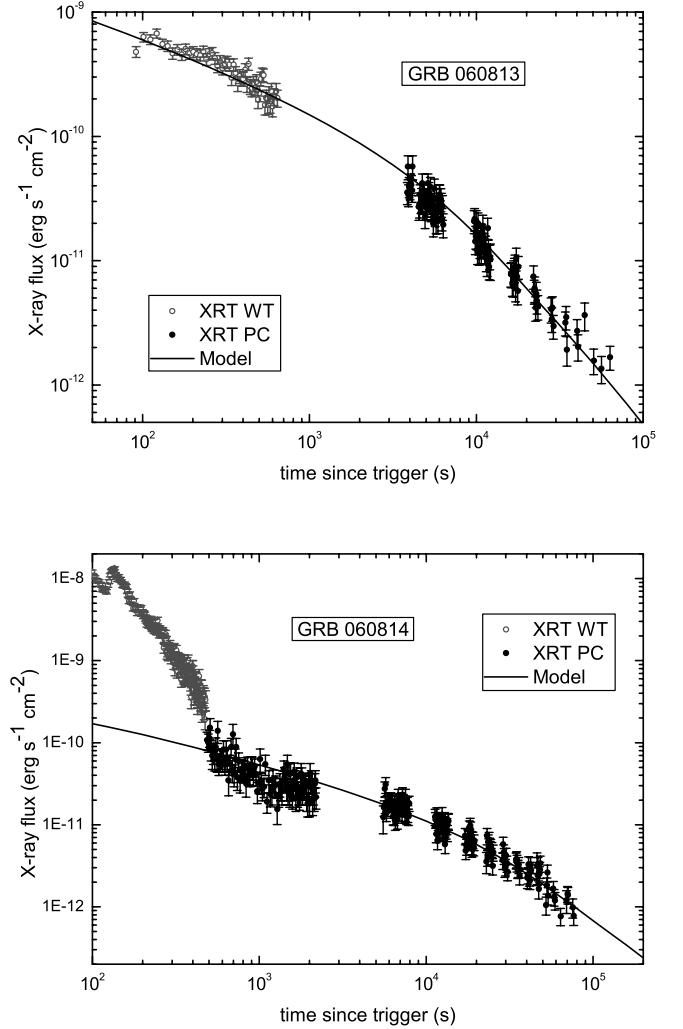 10^-9
GRB 060813
10^-10
X-ray flux (erg s^-1 cm^-2)
10^-11
XRT WT
XRT PC
Model
10^-12
10^2 10^3 10^4 10^5
time since trigger (s)
1E-8
GRB 060814
XRT WT
XRT PC
Model
1E-9
X-ray flux (erg s^-1 cm^-2)
1E-10
1E-11
1E-12
10^2 10^3 10^4 10^5
time since trigger (s)